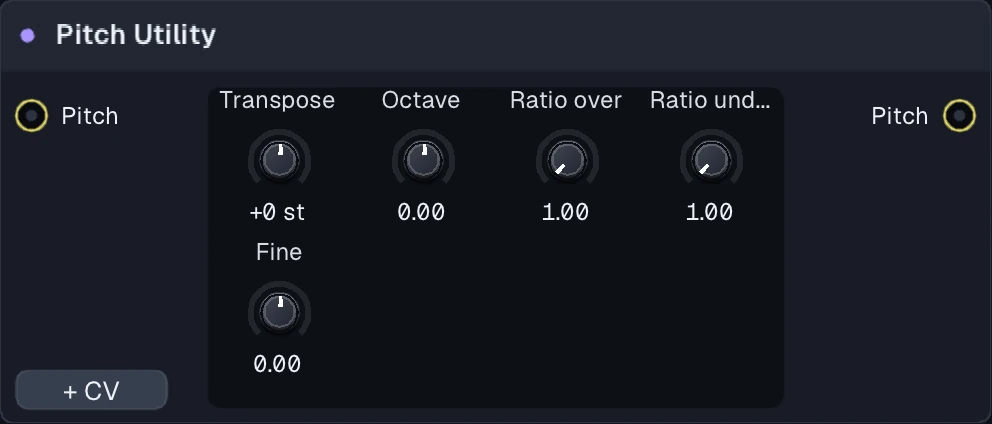 Pitch Utility
Pitch
Transpose Octave Ratio over Ratio und...
Pitch
+0 st 0.00 1.00 1.00
Fine
0.00
+ CV